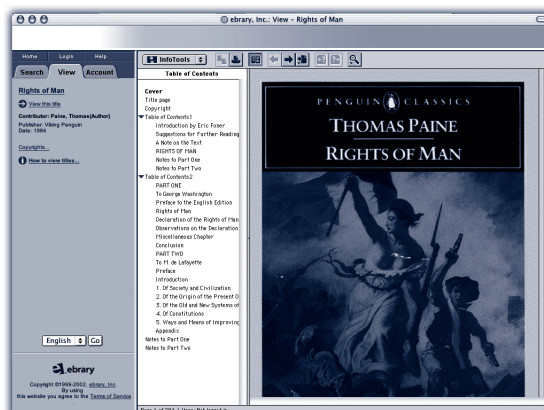 ebrary, Inc.: View - Rights of Man
Home Login Help
Search View Account
InfoTools
Rights of Man
View this title
Contributor: Paine, Thomas(Author)
Publisher: Viking Penguin
Date: 1984
Copyrights...
How to view titles...
English Go
ebrary
Copyright ©1999-2002, ebrary, Inc.
By using
this website you agree to the Terms of Service
Table of Contents
Cover
Title page
Copyright
Table of Contents1
Introduction by Eric Foner
Suggestions for Further Reading
A Note on the Text
RIGHTS OF MAN
Notes to Part One
Notes to Part Two
Table of Contents2
PART ONE
To George Washington
Preface to the English Edition
Rights of Man
Declaration of the Rights of Man
Observations on the Declaration
Miscellaneous Chapter
Conclusion
PART TWO
To M. de Lafayette
Preface
Introduction
1. Of Society and Civilization
2. Of the Origin of the Present O
3. Of the Old and New Systems of
4. Of Constitutions
5. Ways and Means of Improving
Appendix
Notes to Part One
Notes to Part Two
PENGUIN CLASSICS
THOMAS PAINE
RIGHTS OF MAN